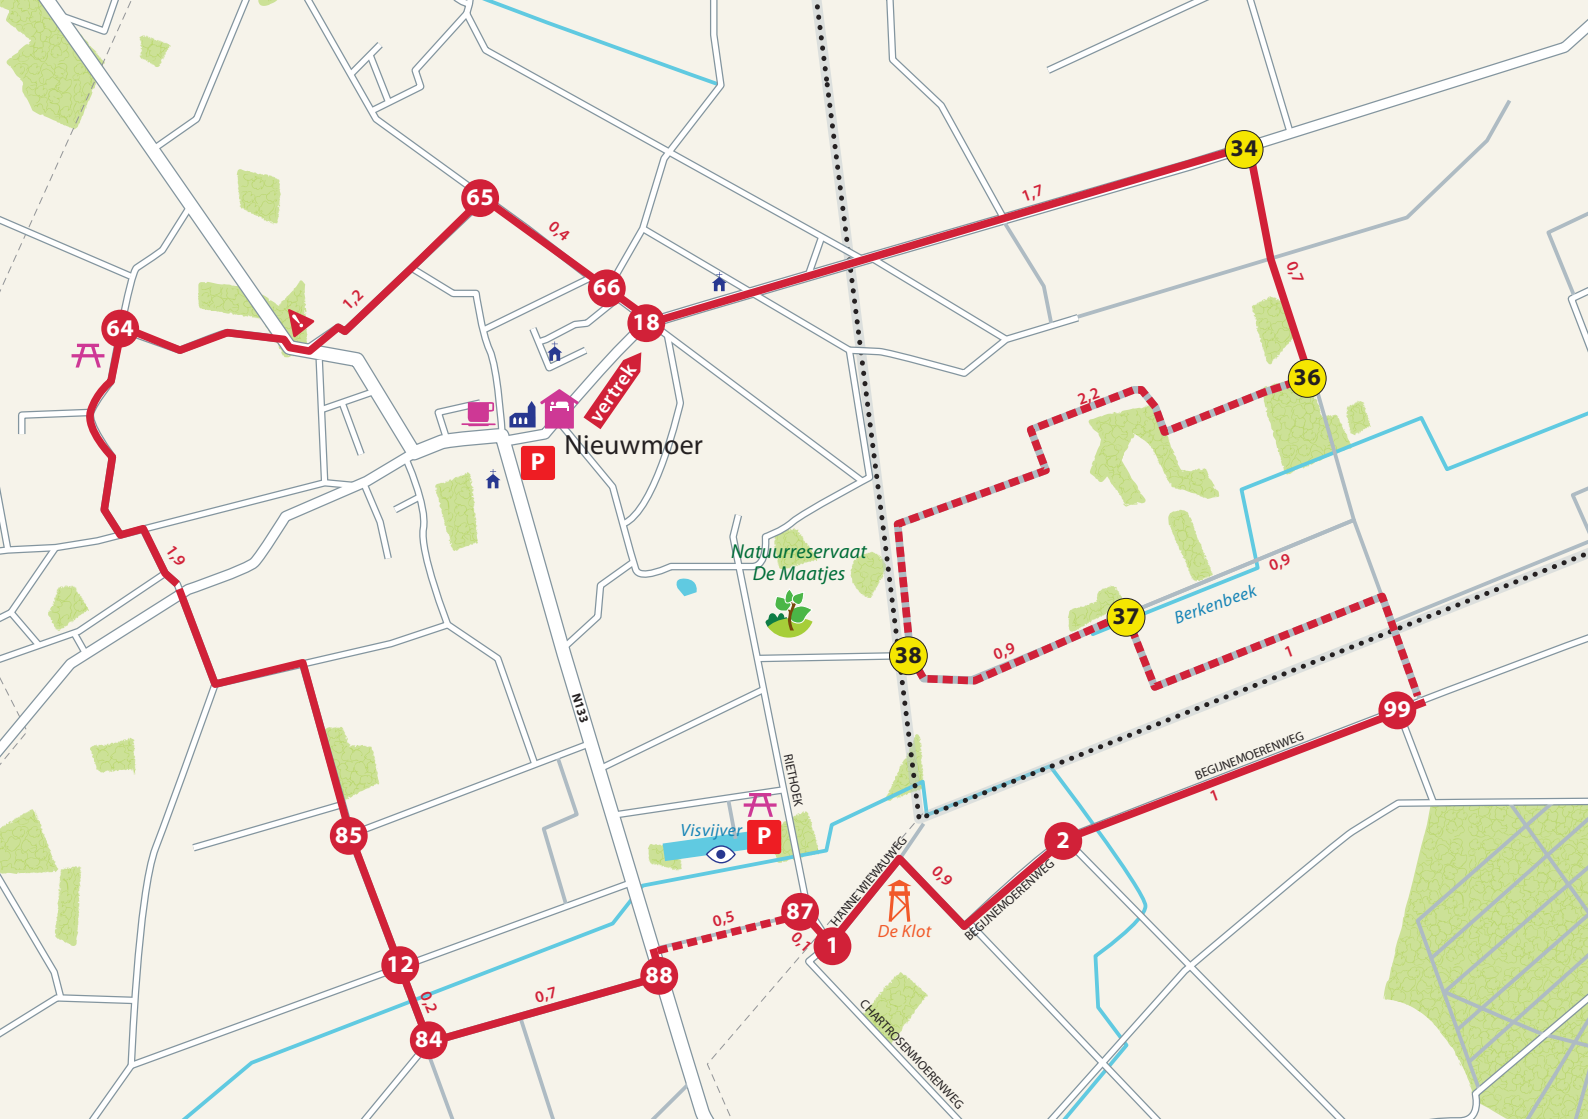 34
1,7
65
0,4
0,7
66
1,2
18
64
!
36
vertrek
2,2
Nieuwmoer
P
1,9
Natuurreservaat
De Maatjes
0,9
Berkenbeek
37
38
0,9
1
N133
99
BEGIJNEMOERENWEG
RIETHOEK
1
Visvijver
P
85
2
HANNEWIEWAUWEG
0,9
BEGIJNEMOERENWEG
87
0,5
De Klot
0,1
1
12
88
0,2
0,7
84
CHARTROSENMOERENWEG